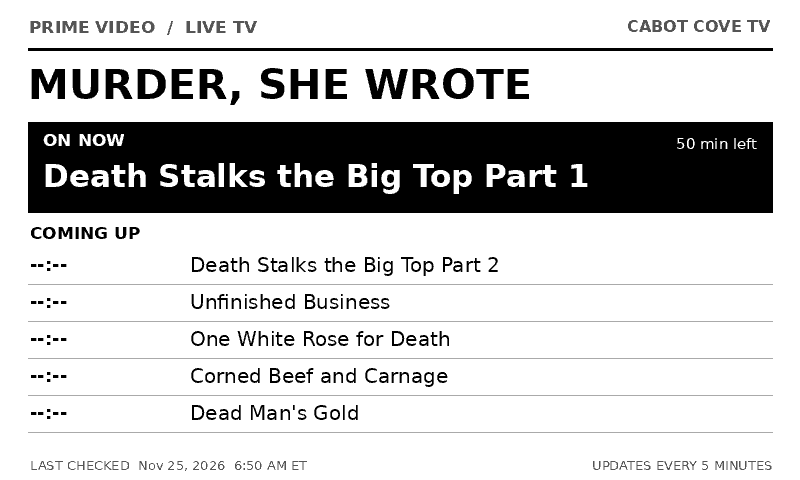 PRIME VIDEO / LIVE TV
CABOT COVE TV
MURDER, SHE WROTE
ON NOW
50 min left
Death Stalks the Big Top Part 1
COMING UP
--:-- Death Stalks the Big Top Part 2
--:-- Unfinished Business
--:-- One White Rose for Death
--:-- Corned Beef and Carnage
--:-- Dead Man's Gold
LAST CHECKED Nov 25, 2026 6:50 AM ET
UPDATES EVERY 5 MINUTES